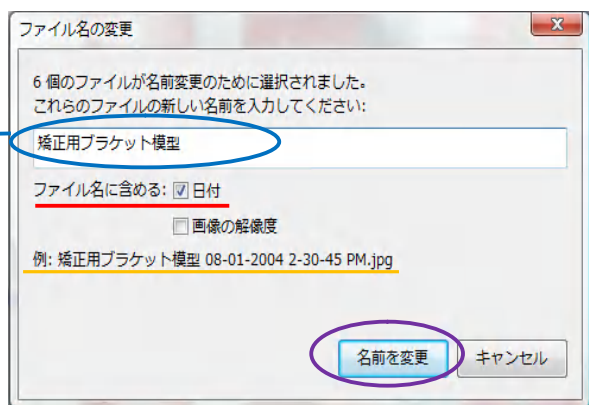 ファイル名の変更
6 個のファイルが名前変更のために選択されました。
これらのファイルの新しい名前を入力してください:
矯正用ブラケット模型
ファイル名に含める: 日付
画像の解像度
例: 矯正用ブラケット模型 08-01-2004 2-30-45 PM.jpg
名前を変更 キャンセル